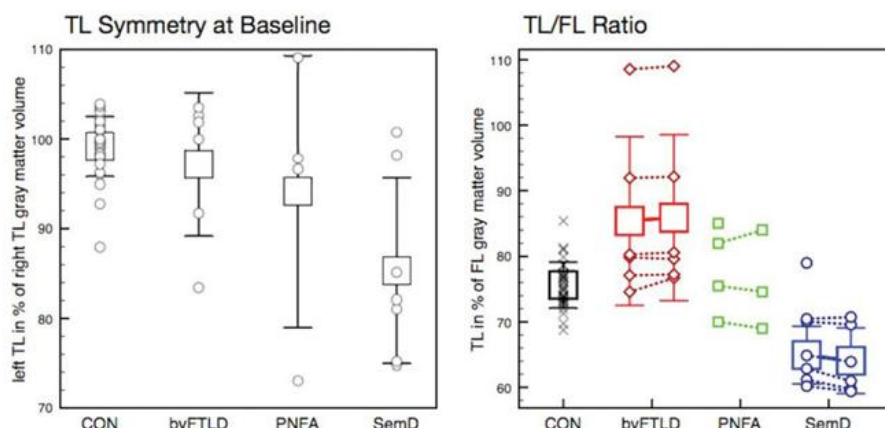 TL Symmetry at Baseline
left TL in % of right TL gray matter volume
110
100
90
80
70
CON bvFTLD PNFA SemD
TL/FL Ratio
TL in % of FL gray matter volume
110
100
90
80
70
60
CON bvFTLD PNFA SemD